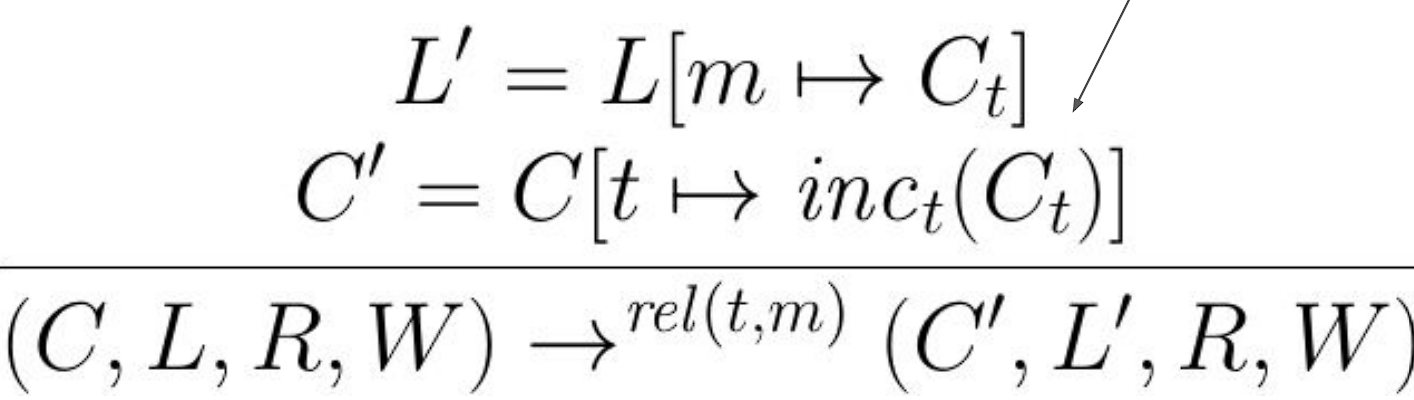 L′ = L[m ↦ C_t]
C′ = C[t ↦ inc_t(C_t)]
(C, L, R, W) →^{rel(t,m)} (C′, L′, R, W)